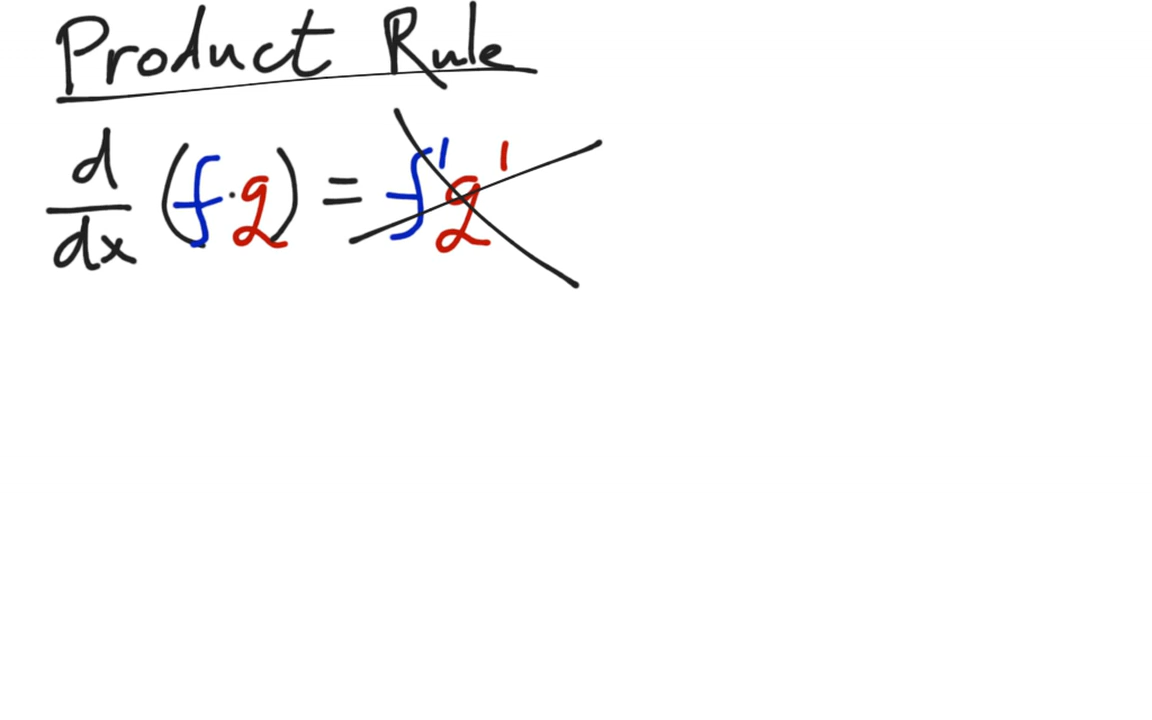 Product Rule
d/dx (f·g) = f'g'